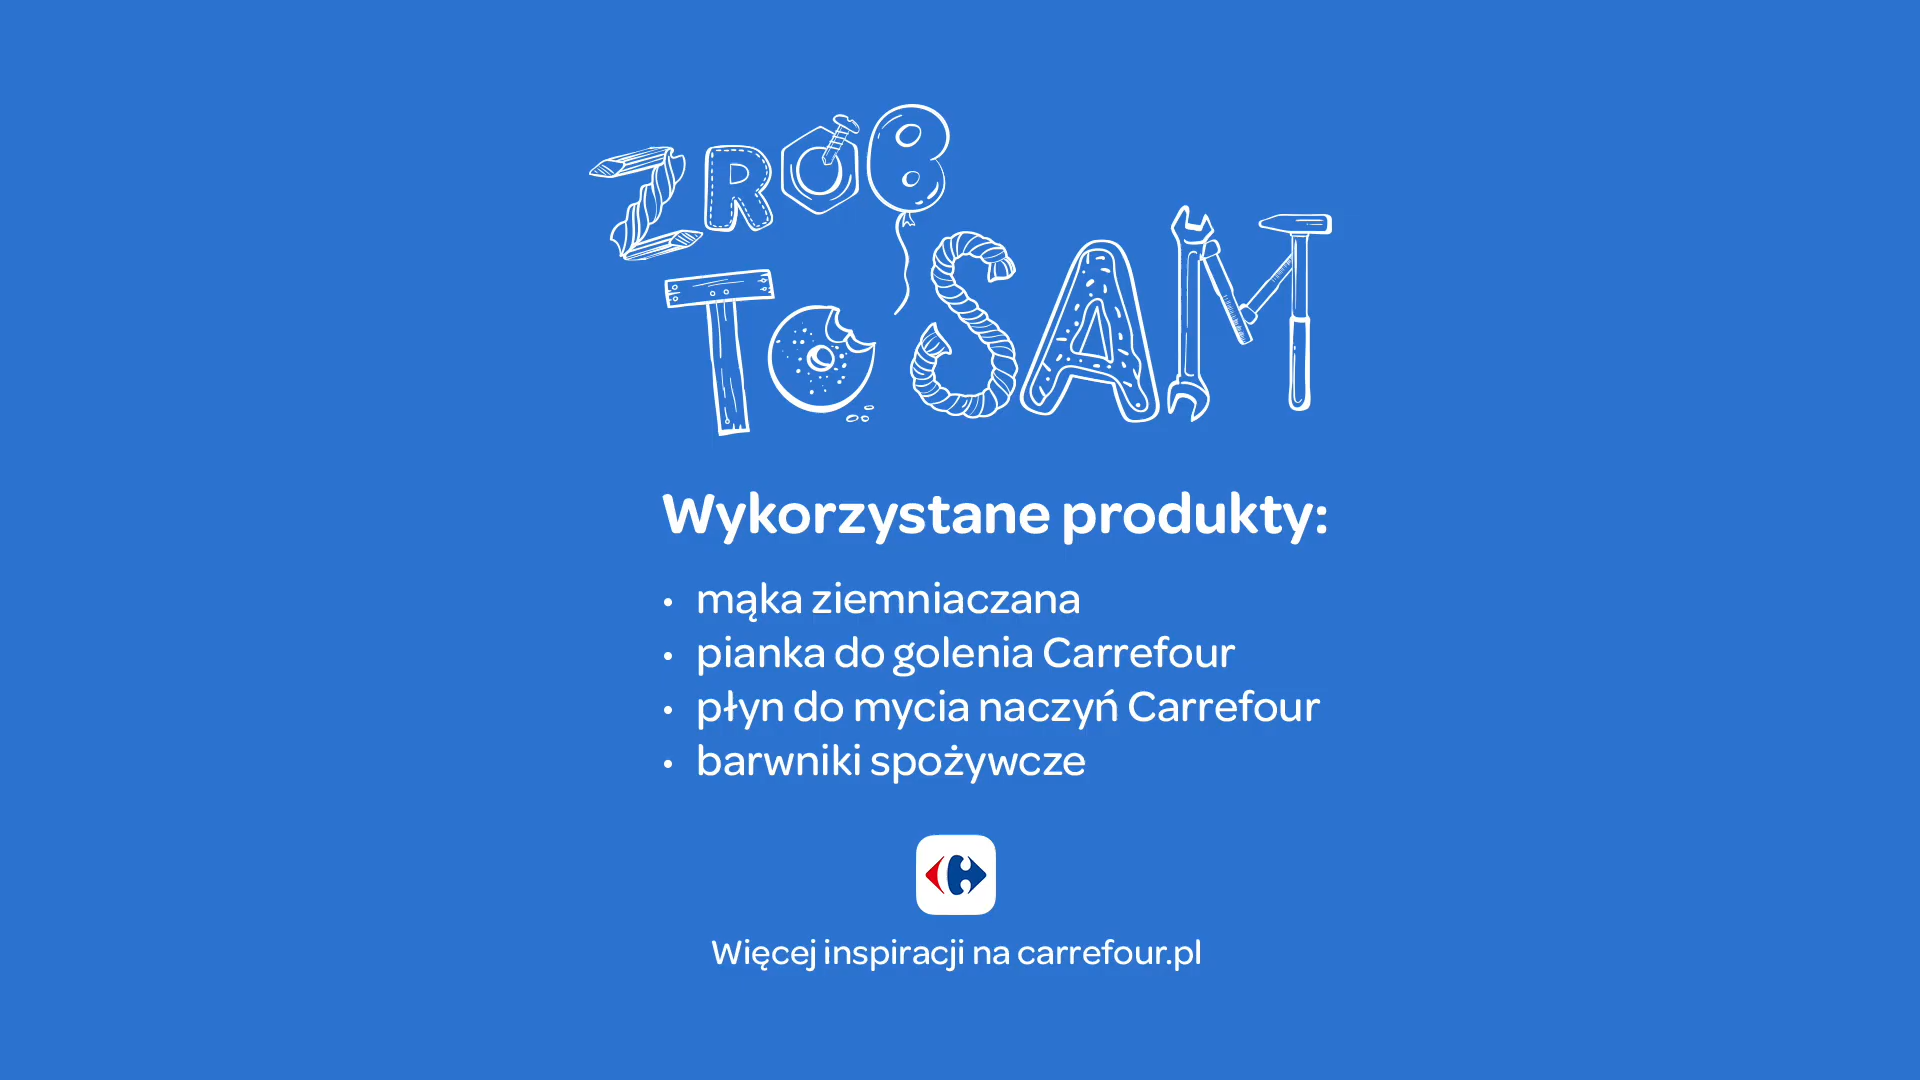 ZRÓB
TO SAM
Wykorzystane produkty:
• mąka ziemniaczana
• pianka do golenia Carrefour
• płyn do mycia naczyń Carrefour
• barwniki spożywcze
Więcej inspiracji na carrefour.pl